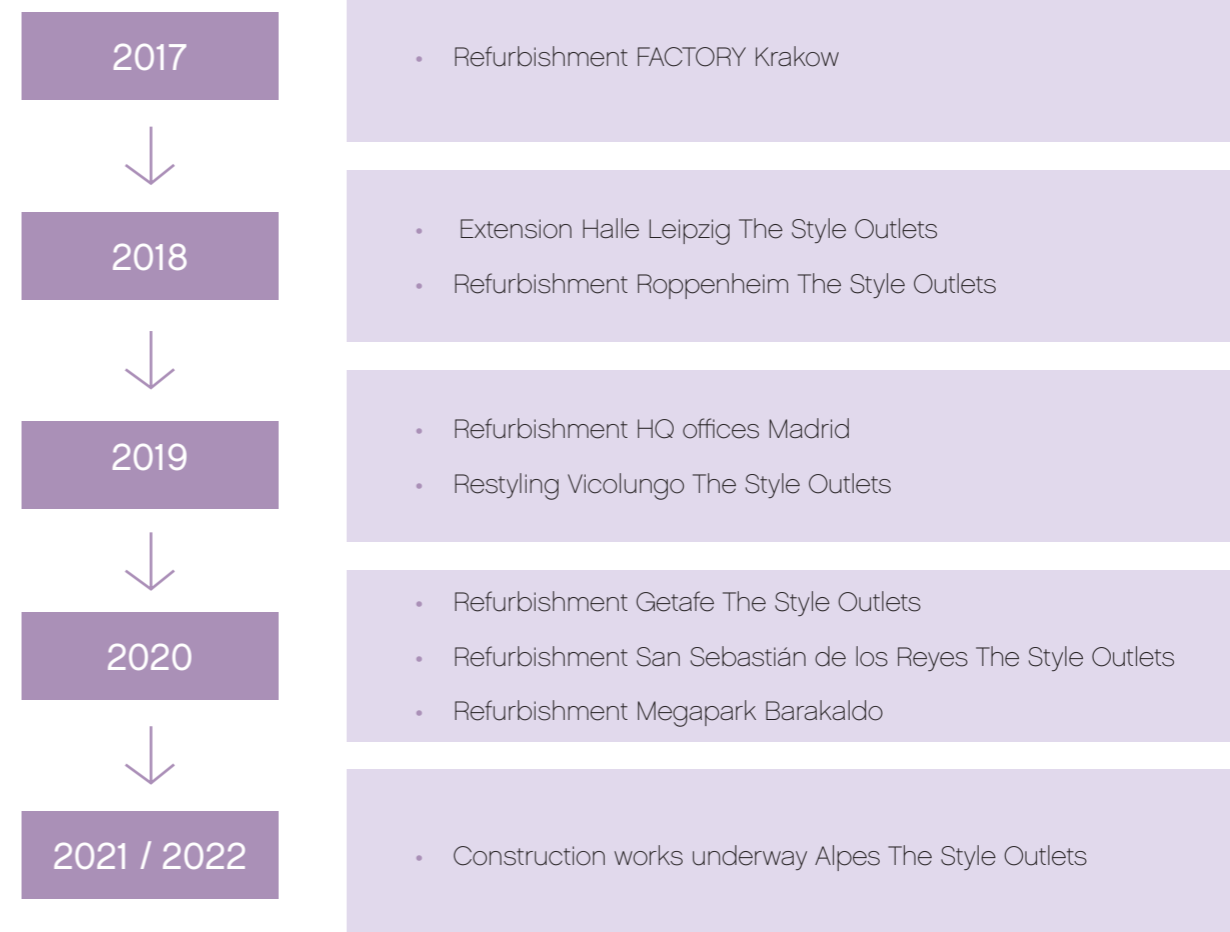 2017
• Refurbishment FACTORY Krakow
2018
• Extension Halle Leipzig The Style Outlets
• Refurbishment Roppenheim The Style Outlets
2019
• Refurbishment HQ offices Madrid
• Restyling Vicolungo The Style Outlets
2020
• Refurbishment Getafe The Style Outlets
• Refurbishment San Sebastián de los Reyes The Style Outlets
• Refurbishment Megapark Barakaldo
2021 / 2022
• Construction works underway Alpes The Style Outlets